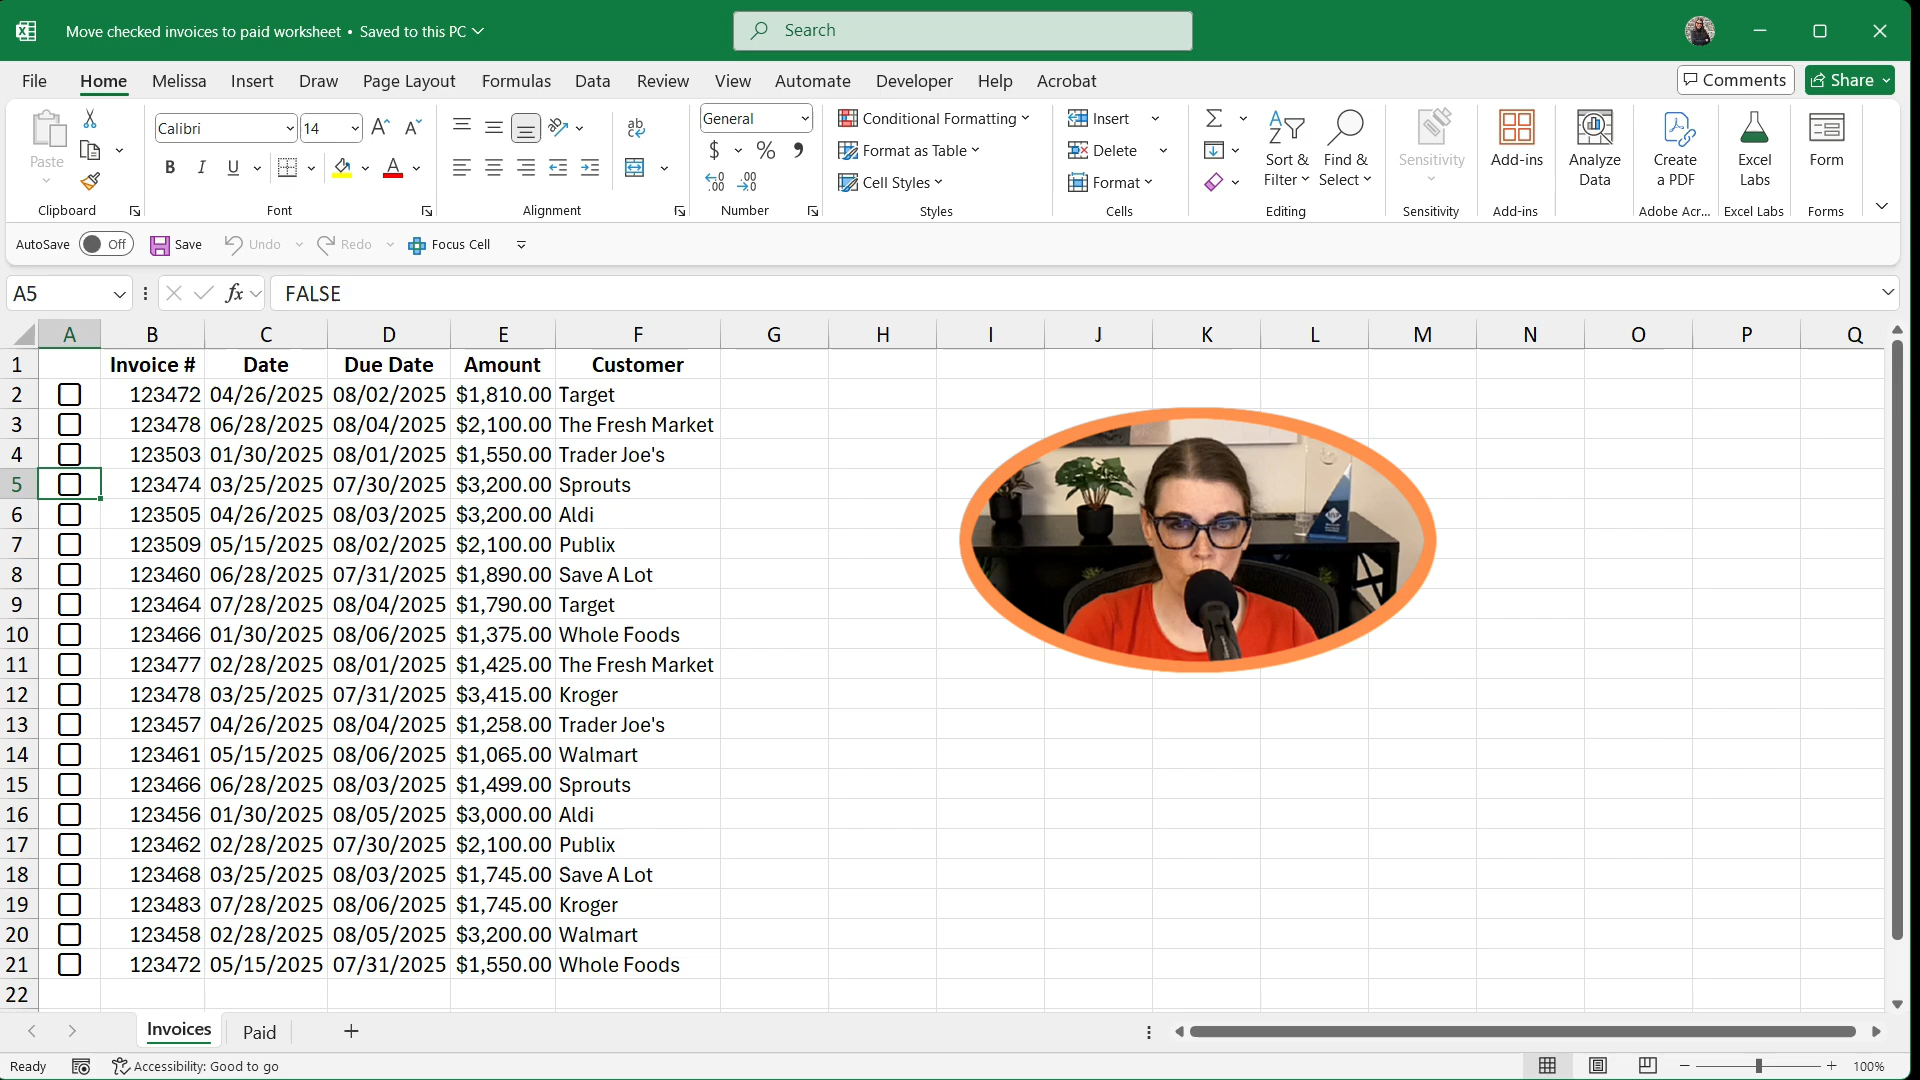 Move checked invoices to paid worksheet • Saved to this PC
Search
File Home Melissa Insert Draw Page Layout Formulas Data Review View Automate Developer Help Acrobat
Comments Share
Paste
Clipboard
Calibri 14
B I U
Font
ab
Alignment
General
$ % ,
Number
Conditional Formatting
Format as Table
Cell Styles
Styles
Insert
Delete
Format
Cells
Sort & Filter
Find & Select
Editing
Sensitivity
Sensitivity
Add-ins
Add-ins
Analyze Data
Create a PDF
Adobe Acr...
Excel Labs
Excel Labs
Form
Forms
AutoSave Off Save Undo Redo Focus Cell
A5 fx FALSE
A B C D E F G H I J K L M N O P Q
1 Invoice # Date Due Date Amount Customer
2 123472 04/26/2025 08/02/2025 $1,810.00 Target
3 123478 06/28/2025 08/04/2025 $2,100.00 The Fresh Market
4 123503 01/30/2025 08/01/2025 $1,550.00 Trader Joe's
5 123474 03/25/2025 07/30/2025 $3,200.00 Sprouts
6 123505 04/26/2025 08/03/2025 $3,200.00 Aldi
7 123509 05/15/2025 08/02/2025 $2,100.00 Publix
8 123460 06/28/2025 07/31/2025 $1,890.00 Save A Lot
9 123464 07/28/2025 08/04/2025 $1,790.00 Target
10 123466 01/30/2025 08/06/2025 $1,375.00 Whole Foods
11 123477 02/28/2025 08/01/2025 $1,425.00 The Fresh Market
12 123478 03/25/2025 07/31/2025 $3,415.00 Kroger
13 123457 04/26/2025 08/04/2025 $1,258.00 Trader Joe's
14 123461 05/15/2025 08/06/2025 $1,065.00 Walmart
15 123466 06/28/2025 08/03/2025 $1,499.00 Sprouts
16 123456 01/30/2025 08/05/2025 $3,000.00 Aldi
17 123462 02/28/2025 07/30/2025 $2,100.00 Publix
18 123468 03/25/2025 08/03/2025 $1,745.00 Save A Lot
19 123483 07/28/2025 08/06/2025 $1,745.00 Kroger
20 123458 02/28/2025 08/05/2025 $3,200.00 Walmart
21 123472 05/15/2025 07/31/2025 $1,550.00 Whole Foods
22
Invoices Paid
Ready Accessibility: Good to go 100%